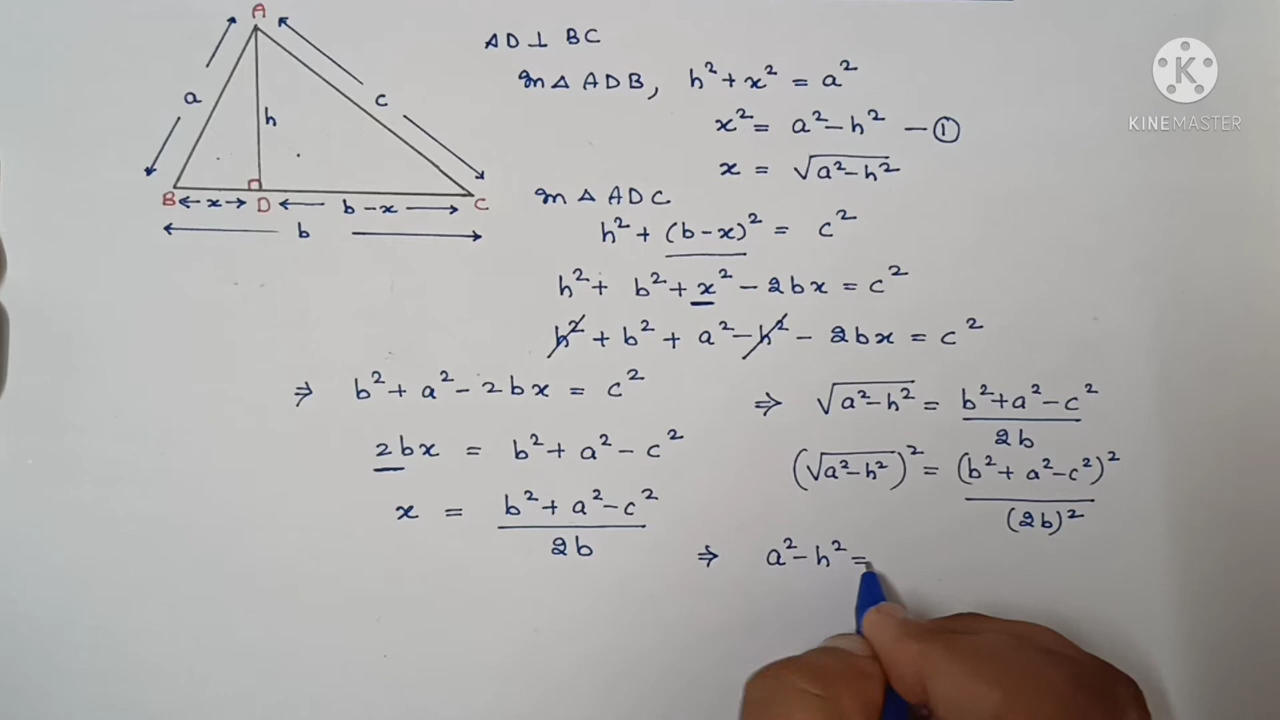 A
a
c
h
B
x
D
b-x
C
b
AD⊥ BC
In △ ADB, h²+x² = a²
x² = a²-h² -①
x = √(a²-h²)
In △ ADC
h² + (b-x)² = c²
h² + b² + x² - 2bx = c²
h² + b² + a² - h² - 2bx = c²
⇒ b² + a² - 2bx = c²
2bx = b² + a² - c²
x = b² + a² - c²
2b
⇒ √(a²-h²) = b²+a²-c²
2b
(√(a²-h²))² = (b² + a²-c²)²
(2b)²
⇒ a²-h² =
K
KINEMASTER